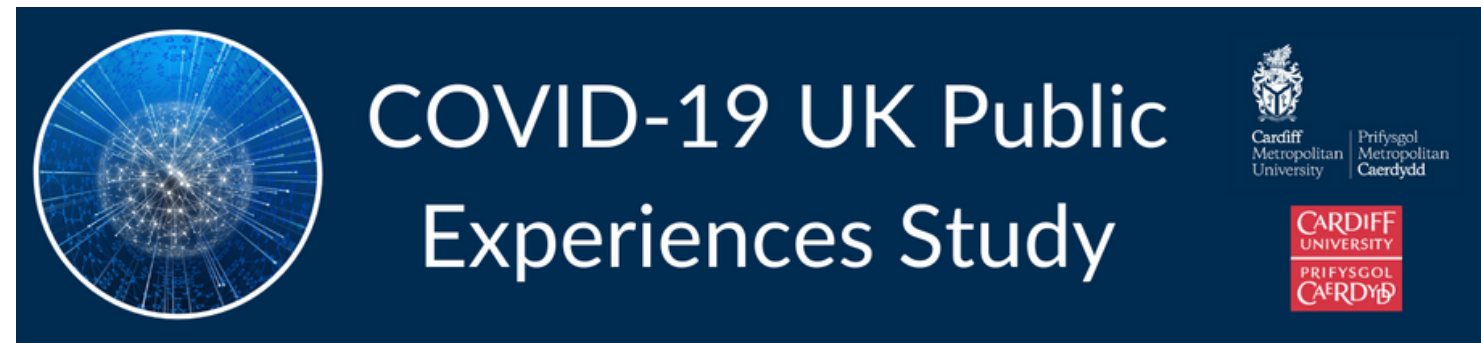 COVID-19 UK Public
Experiences Study
Cardiff
Metropolitan
University
Prifysgol
Metropolitan
Caerdydd
CARDIFF
UNIVERSITY
PRIFYSGOL
CAERDYDD